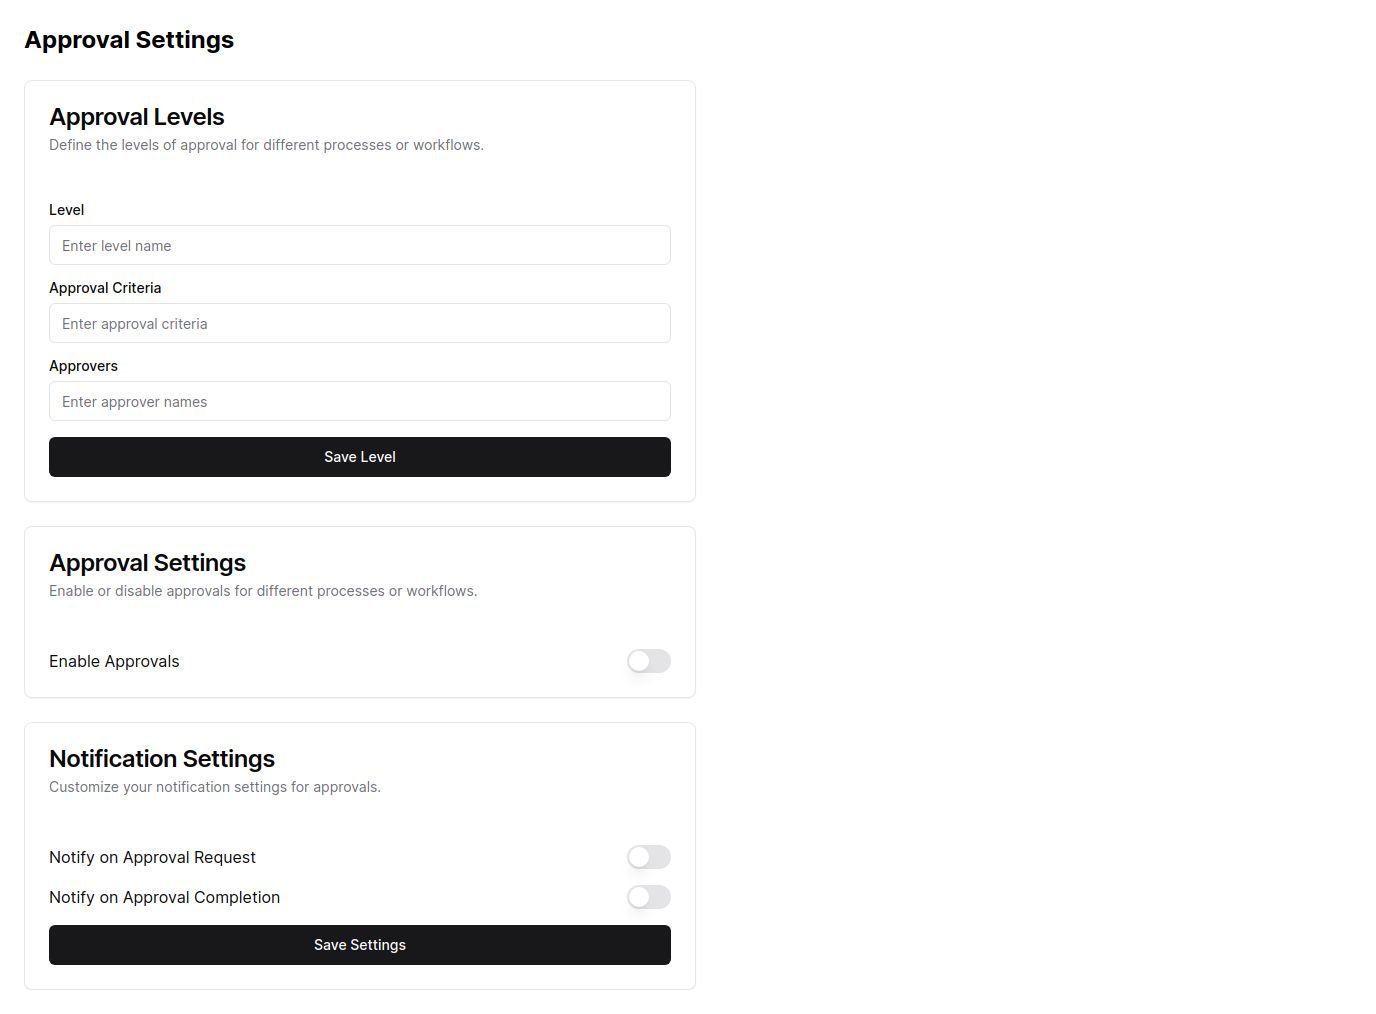 Approval Settings
Approval Levels
Define the levels of approval for different processes or workflows.
Level
Enter level name
Approval Criteria
Enter approval criteria
Approvers
Enter approver names
Save Level
Approval Settings
Enable or disable approvals for different processes or workflows.
Enable Approvals
Notification Settings
Customize your notification settings for approvals.
Notify on Approval Request
Notify on Approval Completion
Save Settings